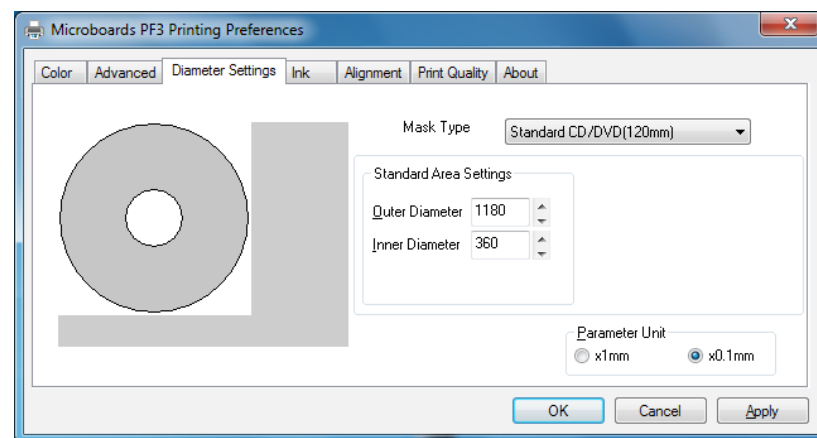 Microboards PF3 Printing Preferences
Color Advanced Diameter Settings Ink Alignment Print Quality About
Mask Type Standard CD/DVD(120mm)
Standard Area Settings
Outer Diameter 1180
Inner Diameter 360
Parameter Unit
x1mm x0.1mm
OK Cancel Apply